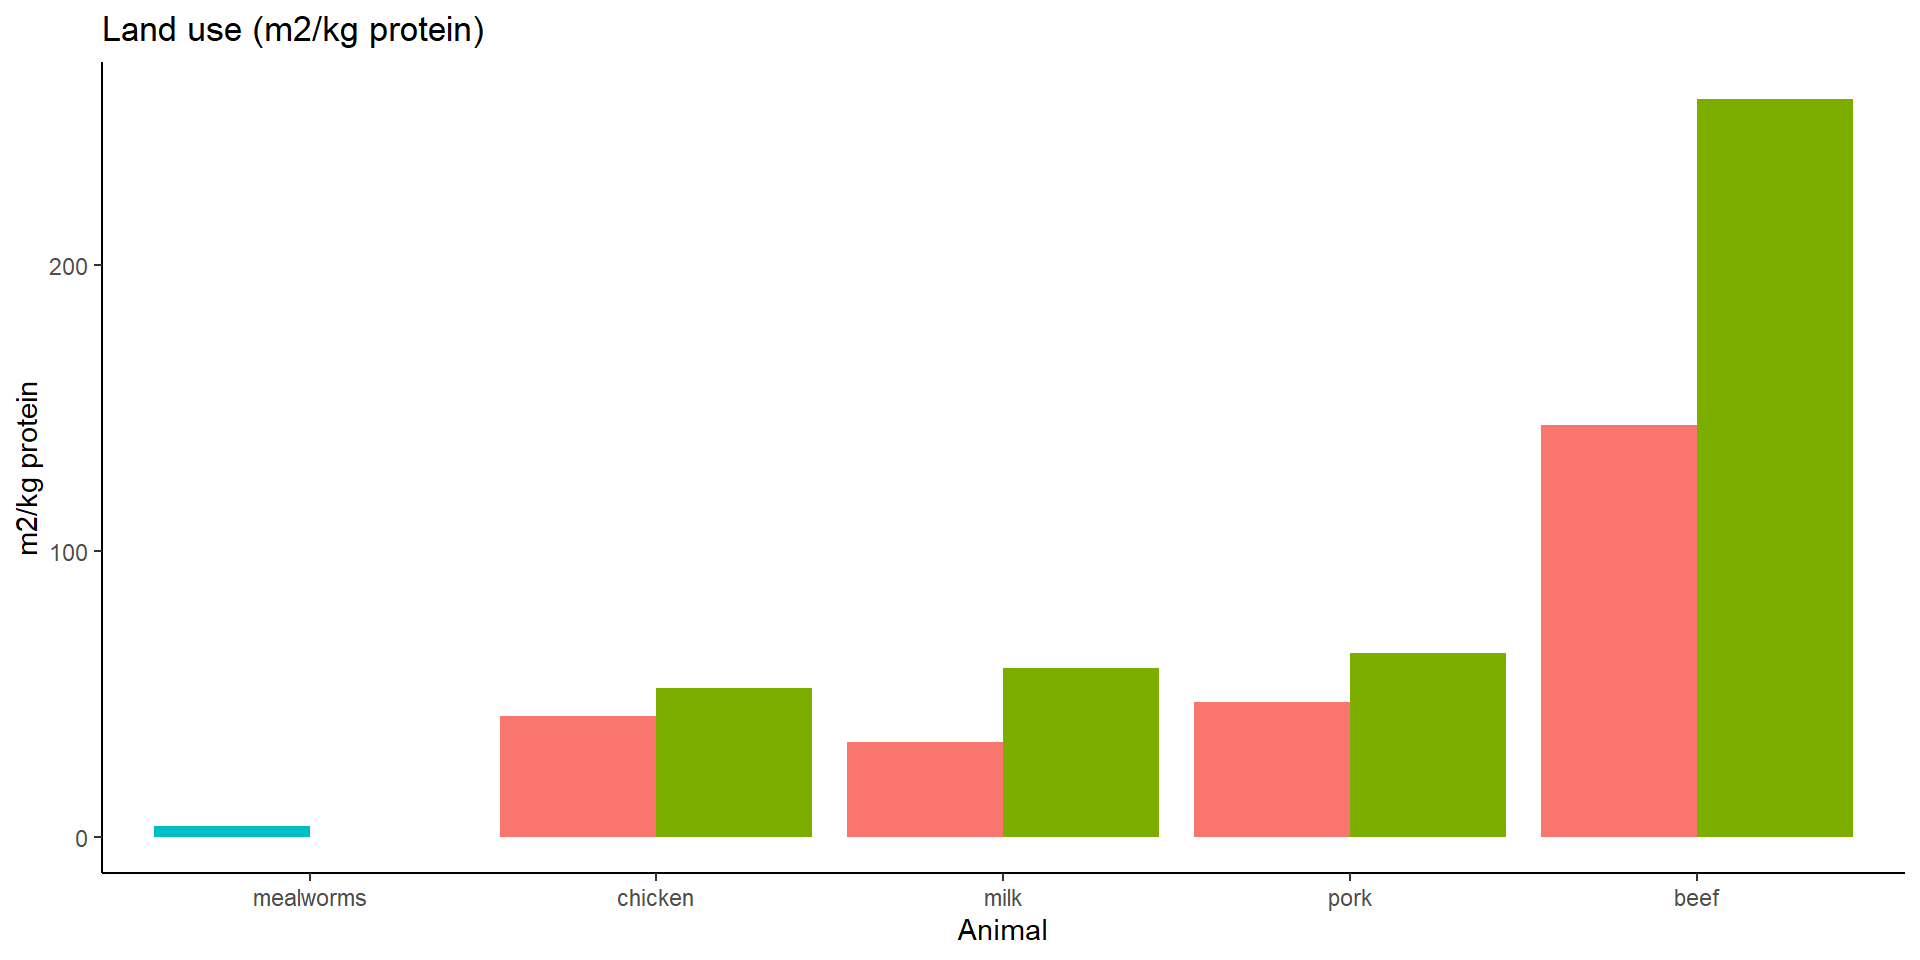 Land use (m2/kg protein)
m2/kg protein
200
100
0
mealworms chicken milk pork beef
Animal